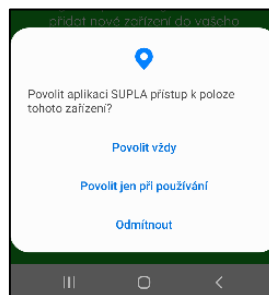 přidat nové zařízení do vašeho
Povolit aplikaci SUPLA přístup k poloze
tohoto zařízení?
Povolit vždy
Povolit jen při používání
Odmítnout